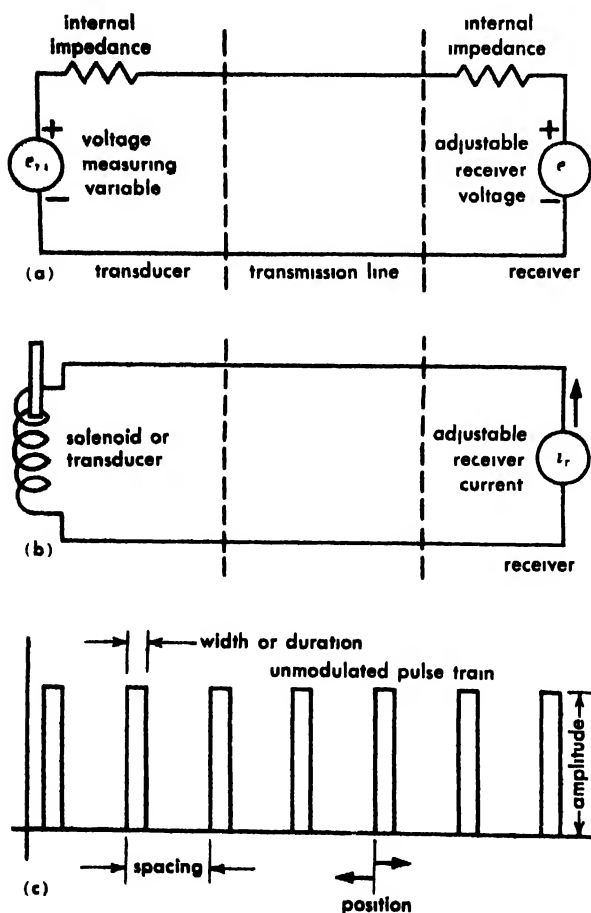 internal
impedance
internal
impedance
+
+
voltage
measuring
variable
adjustable
receiver
voltage
e
−
−
(a)
transducer
transmission line
receiver
solenoid or
transducer
adjustable
receiver
current
i_r
(b)
receiver
width or duration
unmodulated pulse train
amplitude
spacing
(c)
position